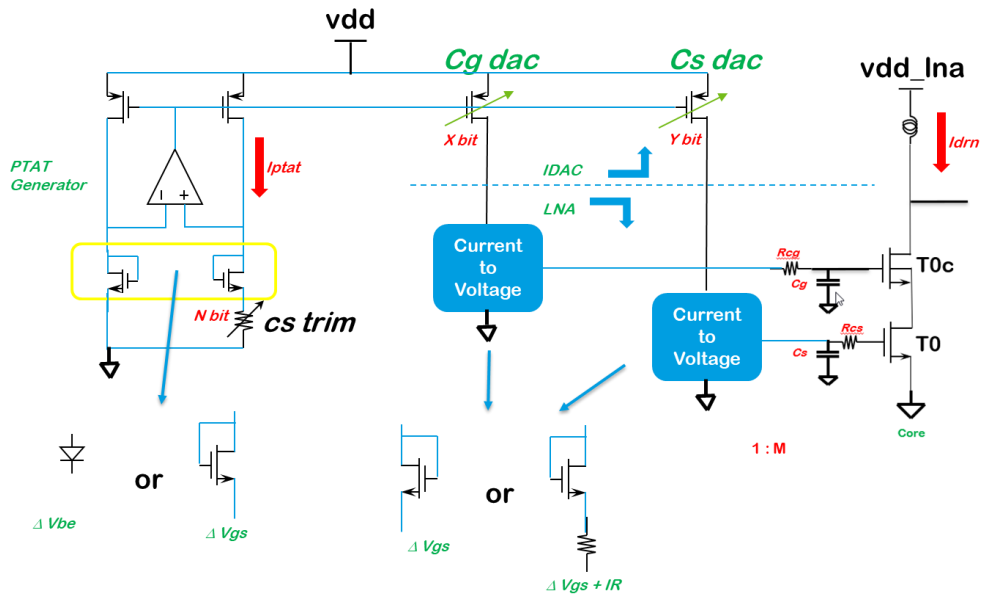 vdd
Cg dac
Cs dac
vdd_lna
X bit
Y bit
Idrn
PTAT
Generator
Iptat
IDAC
LNA
- +
Current
to
Voltage
Rcg
Cg
T0c
N bit
cs trim
Current
to
Voltage
Rcs
Cs
T0
Core
1 : M
or
or
Δ Vbe
Δ Vgs
Δ Vgs
Δ Vgs + IR